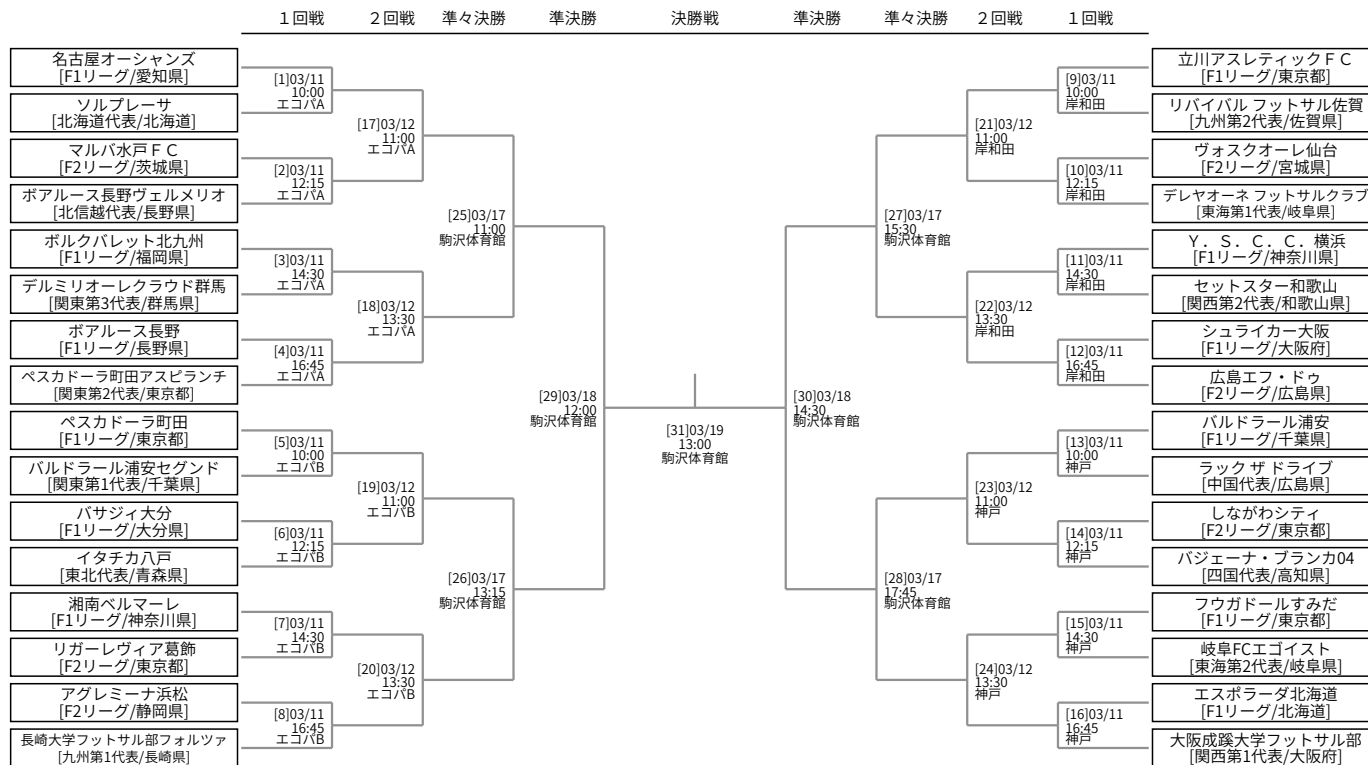 １回戦
２回戦
準々決勝
準決勝
決勝戦
準決勝
準々決勝
２回戦
１回戦
名古屋オーシャンズ
[F1リーグ/愛知県]
ソルプレーサ
[北海道代表/北海道]
マルバ水戸ＦＣ
[F2リーグ/茨城県]
ボアルース長野ヴェルメリオ
[北信越代表/長野県]
ボルクバレット北九州
[F1リーグ/福岡県]
デルミリオーレクラウド群馬
[関東第3代表/群馬県]
ボアルース長野
[F1リーグ/長野県]
ペスカドーラ町田アスピランチ
[関東第2代表/東京都]
ペスカドーラ町田
[F1リーグ/東京都]
バルドラール浦安セグンド
[関東第1代表/千葉県]
バサジィ大分
[F1リーグ/大分県]
イタチカ八戸
[東北代表/青森県]
湘南ベルマーレ
[F1リーグ/神奈川県]
リガーレヴィア葛飾
[F2リーグ/東京都]
アグレミーナ浜松
[F2リーグ/静岡県]
長崎大学フットサル部フォルツァ
[九州第1代表/長崎県]
[1]03/11
10:00
エコパA
[2]03/11
12:15
エコパA
[3]03/11
14:30
エコパA
[4]03/11
16:45
エコパA
[5]03/11
10:00
エコパB
[6]03/11
12:15
エコパB
[7]03/11
14:30
エコパB
[8]03/11
16:45
エコパB
[17]03/12
11:00
エコパA
[18]03/12
13:30
エコパA
[19]03/12
11:00
エコパB
[20]03/12
13:30
エコパB
[25]03/17
11:00
駒沢体育館
[26]03/17
13:15
駒沢体育館
[29]03/18
12:00
駒沢体育館
[31]03/19
13:00
駒沢体育館
[30]03/18
14:30
駒沢体育館
[27]03/17
15:30
駒沢体育館
[28]03/17
17:45
駒沢体育館
[21]03/12
11:00
岸和田
[22]03/12
13:30
岸和田
[23]03/12
11:00
神戸
[24]03/12
13:30
神戸
[9]03/11
10:00
岸和田
[10]03/11
12:15
岸和田
[11]03/11
14:30
岸和田
[12]03/11
16:45
岸和田
[13]03/11
10:00
神戸
[14]03/11
12:15
神戸
[15]03/11
14:30
神戸
[16]03/11
16:45
神戸
立川アスレティックＦＣ
[F1リーグ/東京都]
リバイバル フットサル佐賀
[九州第2代表/佐賀県]
ヴォスクオーレ仙台
[F2リーグ/宮城県]
デレヤオーネ フットサルクラブ
[東海第1代表/岐阜県]
Ｙ．Ｓ．Ｃ．Ｃ．横浜
[F1リーグ/神奈川県]
セットスター和歌山
[関西第2代表/和歌山県]
シュライカー大阪
[F1リーグ/大阪府]
広島エフ・ドゥ
[F2リーグ/広島県]
バルドラール浦安
[F1リーグ/千葉県]
ラック ザ ドライブ
[中国代表/広島県]
しながわシティ
[F2リーグ/東京都]
バジェーナ・ブランカ04
[四国代表/高知県]
フウガドールすみだ
[F1リーグ/東京都]
岐阜FCエゴイスト
[東海第2代表/岐阜県]
エスポラーダ北海道
[F1リーグ/北海道]
大阪成蹊大学フットサル部
[関西第1代表/大阪府]